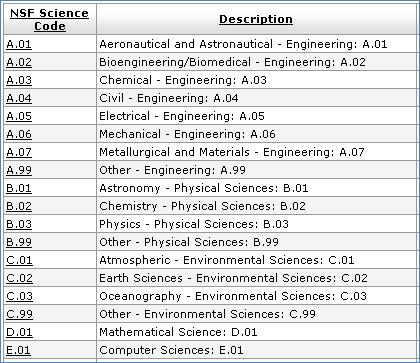 NSF Science Code Description
A.01 Aeronautical and Astronautical - Engineering: A.01
A.02 Bioengineering/Biomedical - Engineering: A.02
A.03 Chemical - Engineering: A.03
A.04 Civil - Engineering: A.04
A.05 Electrical - Engineering: A.05
A.06 Mechanical - Engineering: A.06
A.07 Metallurgical and Materials - Engineering: A.07
A.99 Other - Engineering: A.99
B.01 Astronomy - Physical Sciences: B.01
B.02 Chemistry - Physical Sciences: B.02
B.03 Physics - Physical Sciences: B.03
B.99 Other - Physical Sciences: B.99
C.01 Atmospheric - Environmental Sciences: C.01
C.02 Earth Sciences - Environmental Sciences: C.02
C.03 Oceanography - Environmental Sciences: C.03
C.99 Other - Environmental Sciences: C.99
D.01 Mathematical Science: D.01
E.01 Computer Sciences: E.01